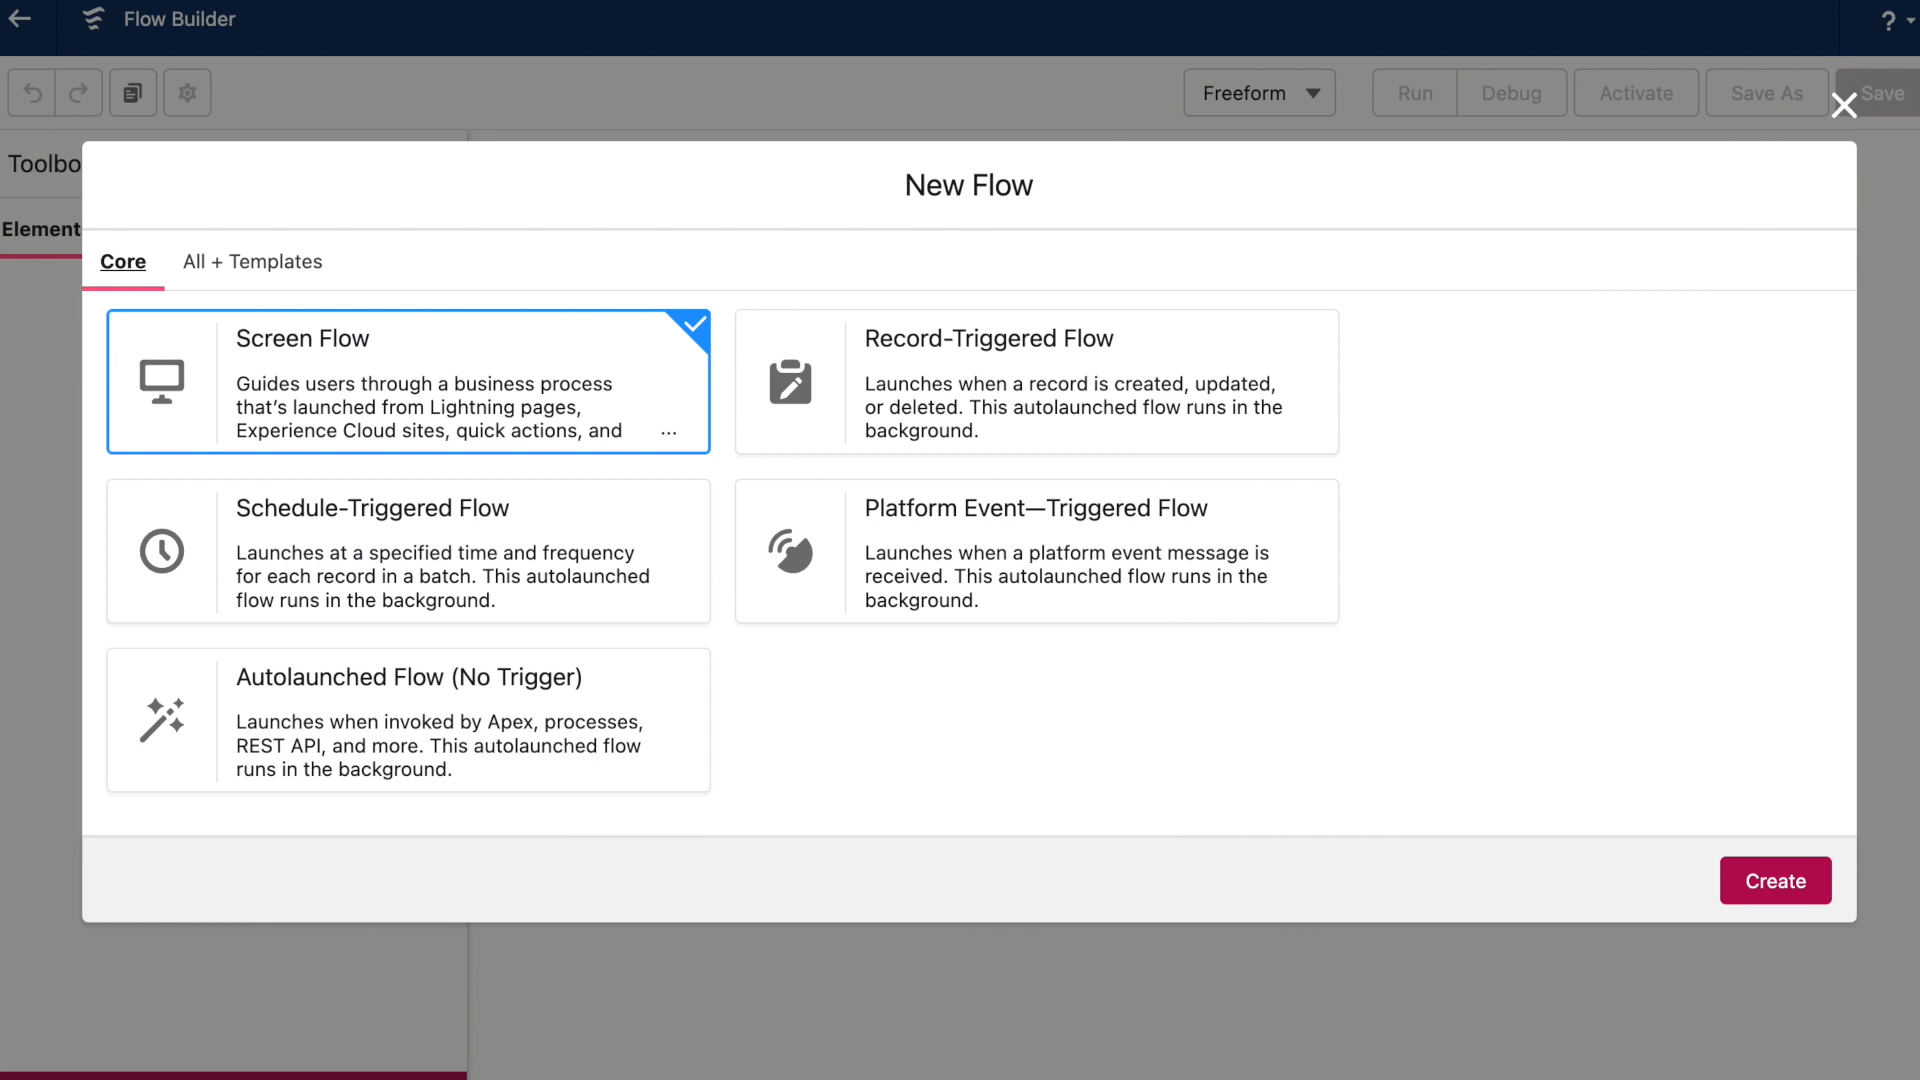 Flow Builder
?
Freeform
Run
Debug
Activate
Save As
Save
Toolbo
Element
New Flow
Core
All + Templates
Screen Flow
Guides users through a business process
that's launched from Lightning pages,
Experience Cloud sites, quick actions, and ...
Record-Triggered Flow
Launches when a record is created, updated,
or deleted. This autolaunched flow runs in the
background.
Schedule-Triggered Flow
Launches at a specified time and frequency
for each record in a batch. This autolaunched
flow runs in the background.
Platform Event—Triggered Flow
Launches when a platform event message is
received. This autolaunched flow runs in the
background.
Autolaunched Flow (No Trigger)
Launches when invoked by Apex, processes,
REST API, and more. This autolaunched flow
runs in the background.
Create